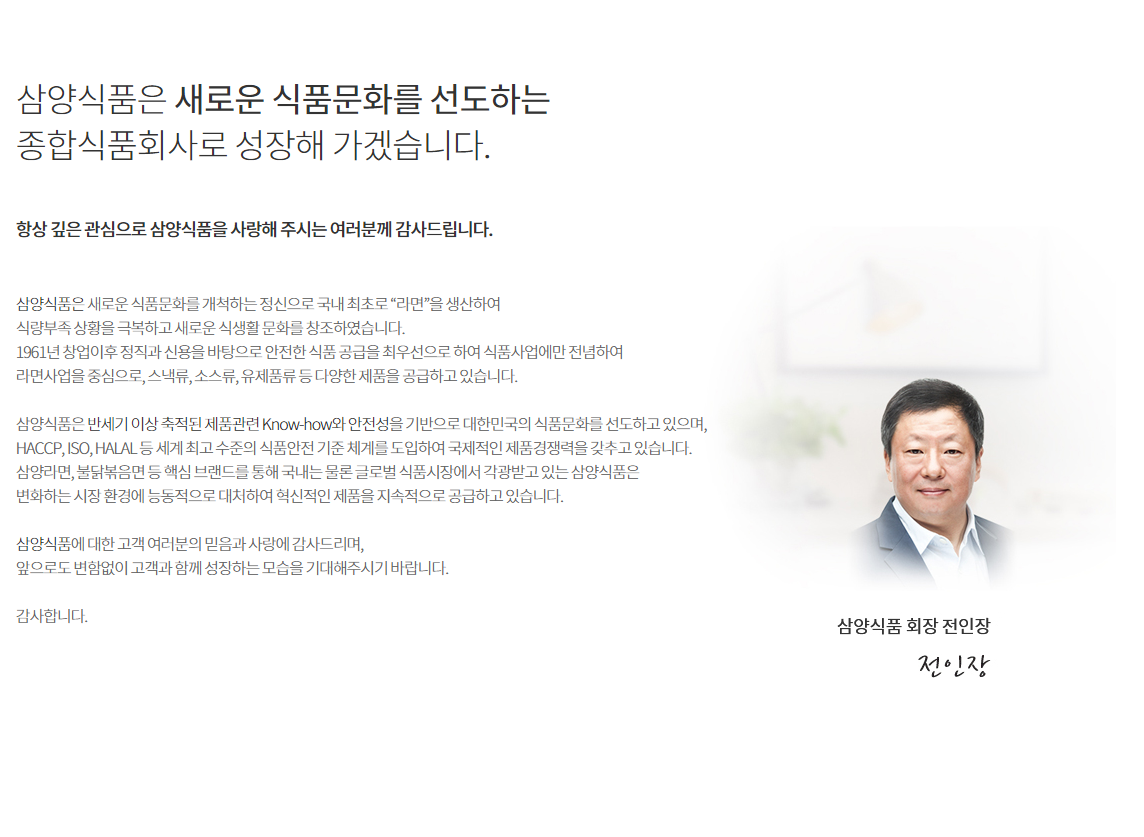 삼양식품은 새로운 식품문화를 선도하는
종합식품회사로 성장해 가겠습니다.
항상 깊은 관심으로 삼양식품을 사랑해 주시는 여러분께 감사드립니다.
삼양식품은 새로운 식품문화를 개척하는 정신으로 국내 최초로 “라면”을 생산하여
식량부족 상황을 극복하고 새로운 식생활 문화를 창조하였습니다.
1961년 창업이후 정직과 신용을 바탕으로 안전한 식품 공급을 최우선으로 하여 식품사업에만 전념하여
라면사업을 중심으로, 스낵류, 소스류, 유제품류 등 다양한 제품을 공급하고 있습니다.
삼양식품은 반세기 이상 축적된 제품관련 Know-how와 안전성을 기반으로 대한민국의 식품문화를 선도하고 있으며,
HACCP, ISO, HALAL 등 세계 최고 수준의 식품안전 기준 체계를 도입하여 국제적인 제품경쟁력을 갖추고 있습니다.
삼양라면, 불닭볶음면 등 핵심 브랜드를 통해 국내는 물론 글로벌 식품시장에서 각광받고 있는 삼양식품은
변화하는 시장 환경에 능동적으로 대처하여 혁신적인 제품을 지속적으로 공급하고 있습니다.
삼양식품에 대한 고객 여러분의 믿음과 사랑에 감사드리며,
앞으로도 변함없이 고객과 함께 성장하는 모습을 기대해주시기 바랍니다.
감사합니다.
삼양식품 회장 전인장
전인장